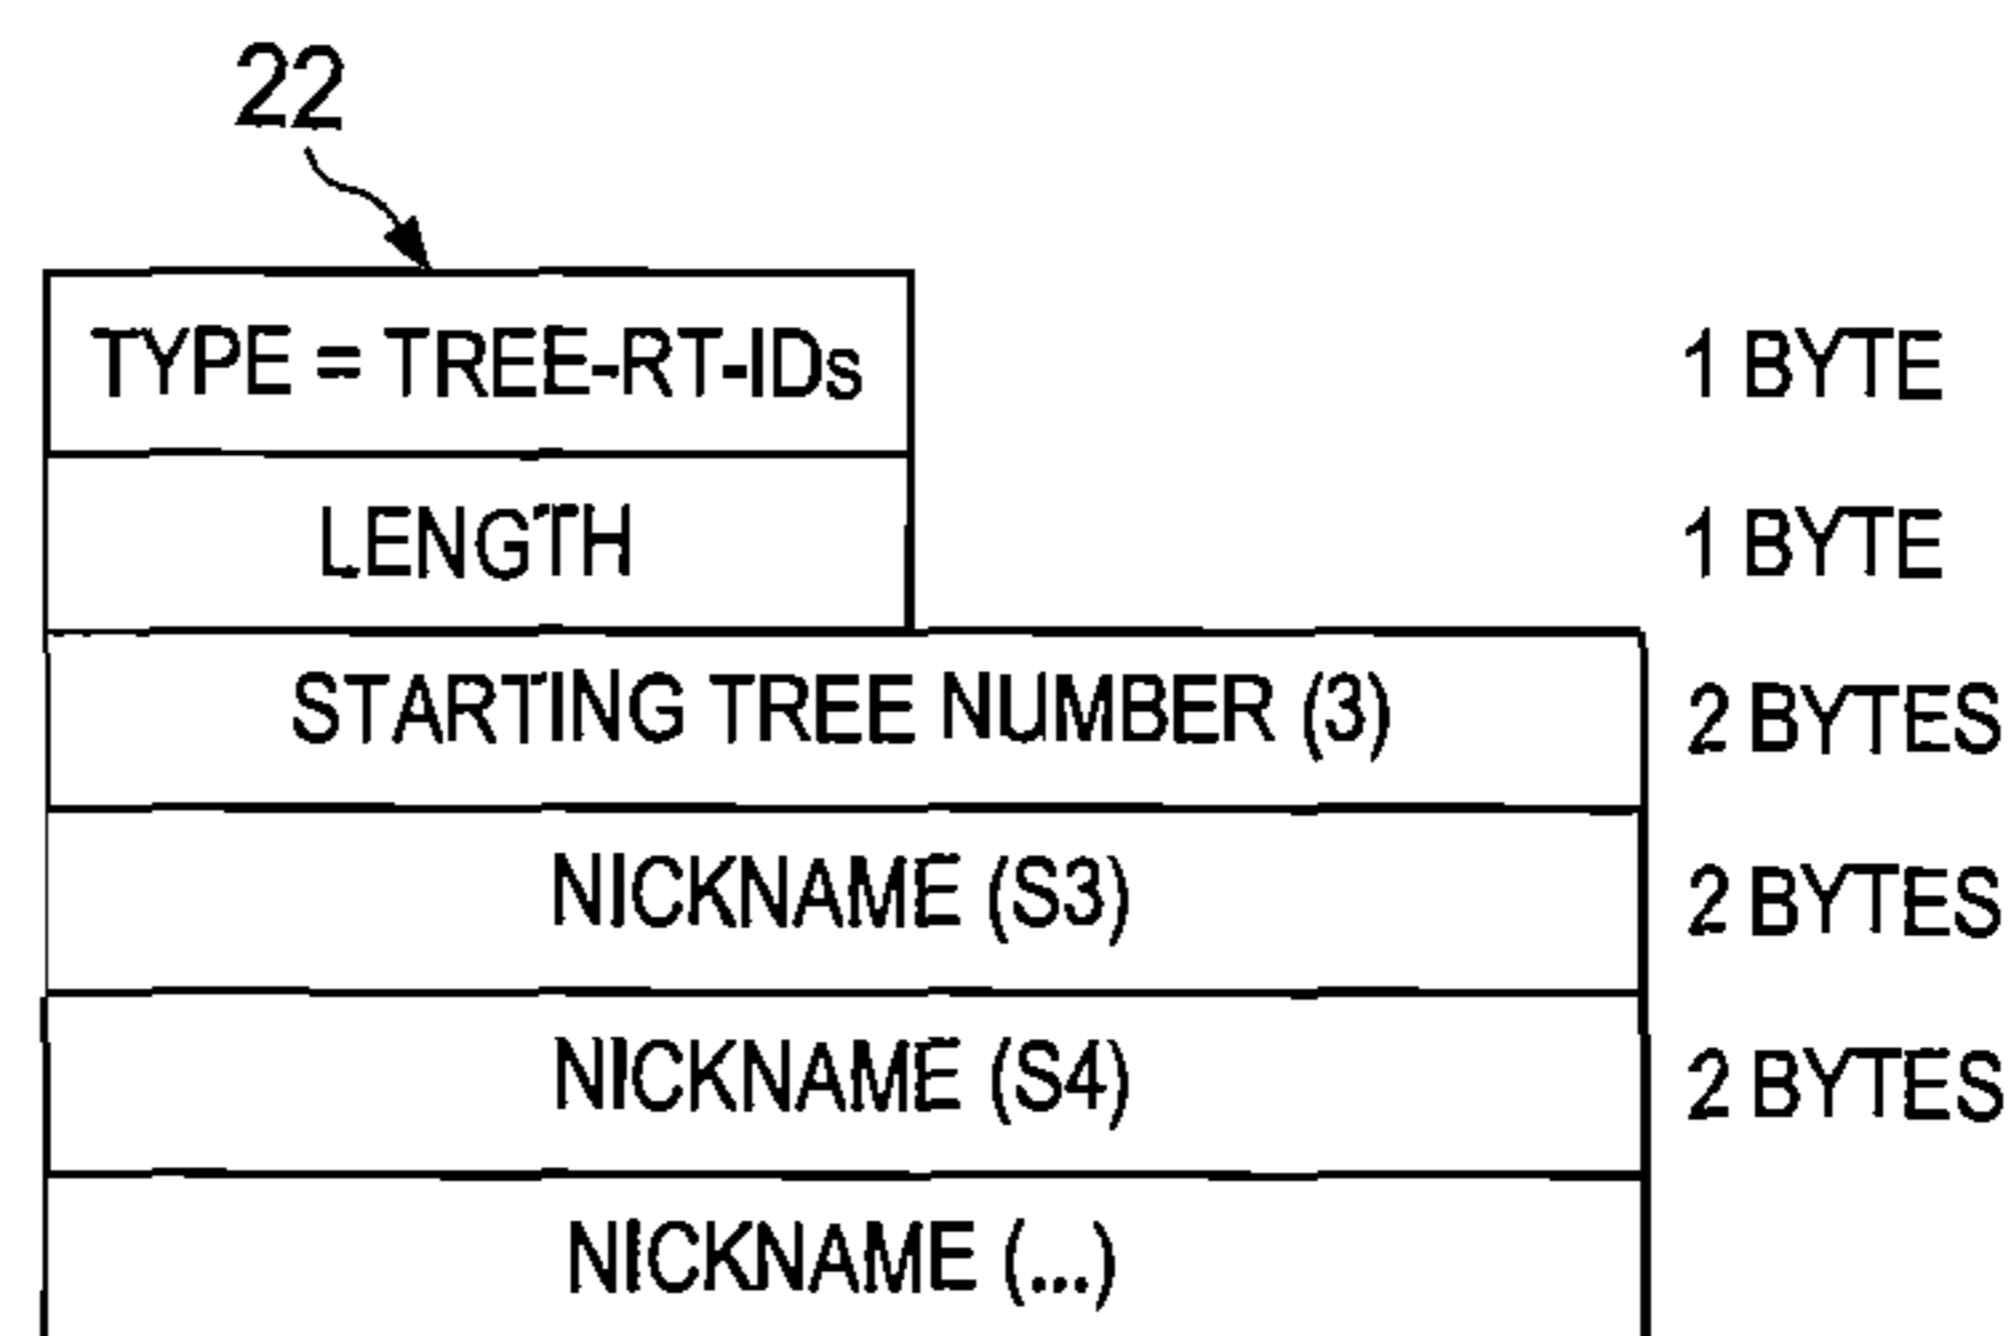 22
TYPE = TREE-RT-IDs 1 BYTE
LENGTH 1 BYTE
STARTING TREE NUMBER (3) 2 BYTES
NICKNAME (S3) 2 BYTES
NICKNAME (S4) 2 BYTES
NICKNAME (...)